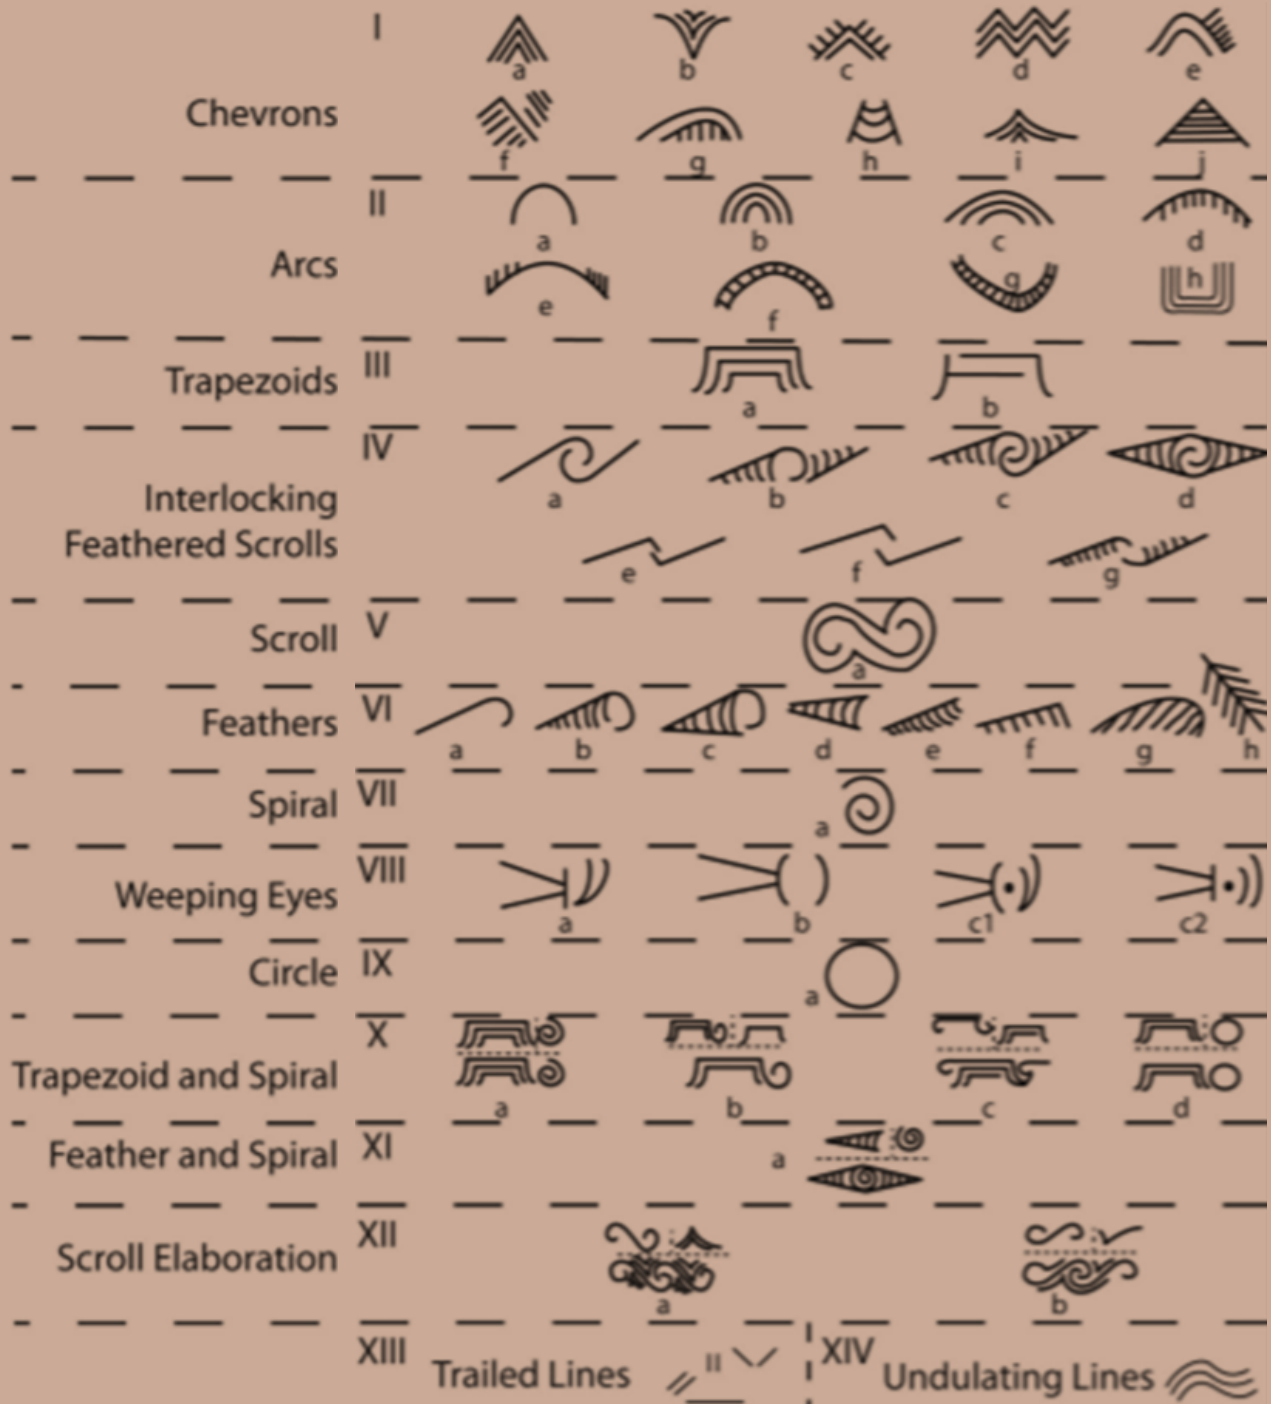 I
a b c d e
Chevrons
f g h i j
II
a b c d
Arcs
e f g h
III
Trapezoids
a b
IV
Interlocking
a b c d
Feathered Scrolls
e f g
Scroll
V
a
Feathers
VI
a b c d e f g h
Spiral
VII
a
Weeping Eyes
VIII
a b c1 c2
Circle
IX
a
X
Trapezoid and Spiral
a b c d
Feather and Spiral
XI
a
XII
Scroll Elaboration
a b
XIII
Trailed Lines
XIV
Undulating Lines